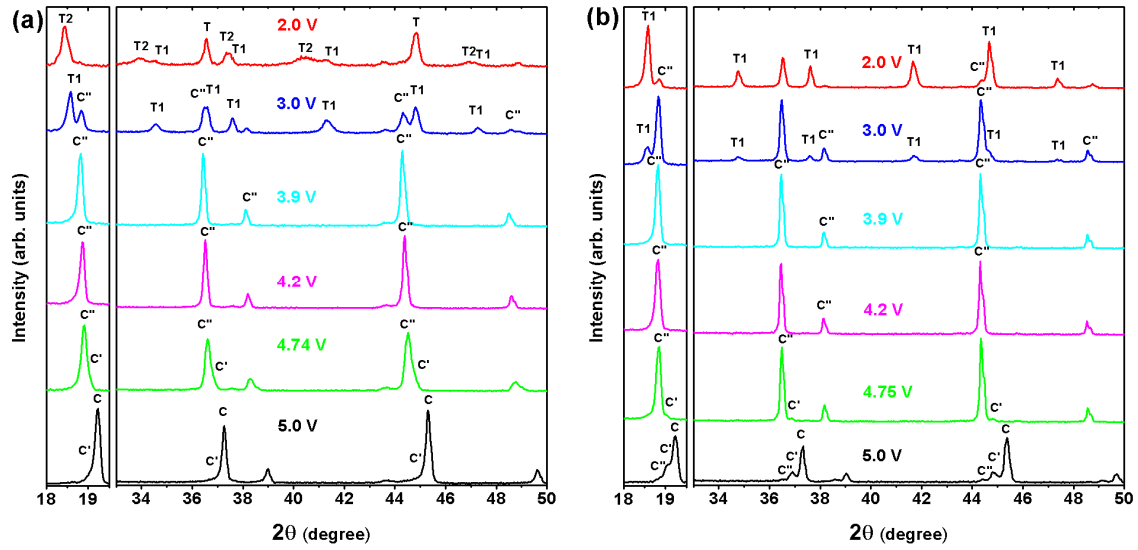 (a)
T2
T2 T1
T
T2
T1
2.0 V
T2
T1
T
T2 T1
T1
C"
T1
C" T1
T1
3.0 V
T1
C" T1
T1
C"
C"
C"
C"
3.9 V
C"
C"
C"
4.2 V
C"
C"
C'
C"
C'
4.74 V
C"
C'
C
C'
C
C'
5.0 V
C
C'
Intensity (arb. units)
18 19 34 36 38 40 42 44 46 48 50
2θ (degree)
(b)
T1
T1
T1
T1
2.0 V
T1
C"
T1
T1
C"
T1
T1
C"
3.0 V
T1
C"
T1
T1
C"
C"
C"
3.9 V
C"
C"
C"
C"
4.2 V
C"
C"
C'
C"
C'
4.75 V
C"
C'
C
C'
C"
C
C'
C"
5.0 V
C
C'
C"
Intensity (arb. units)
18 19 34 36 38 40 42 44 46 48 50
2θ (degree)